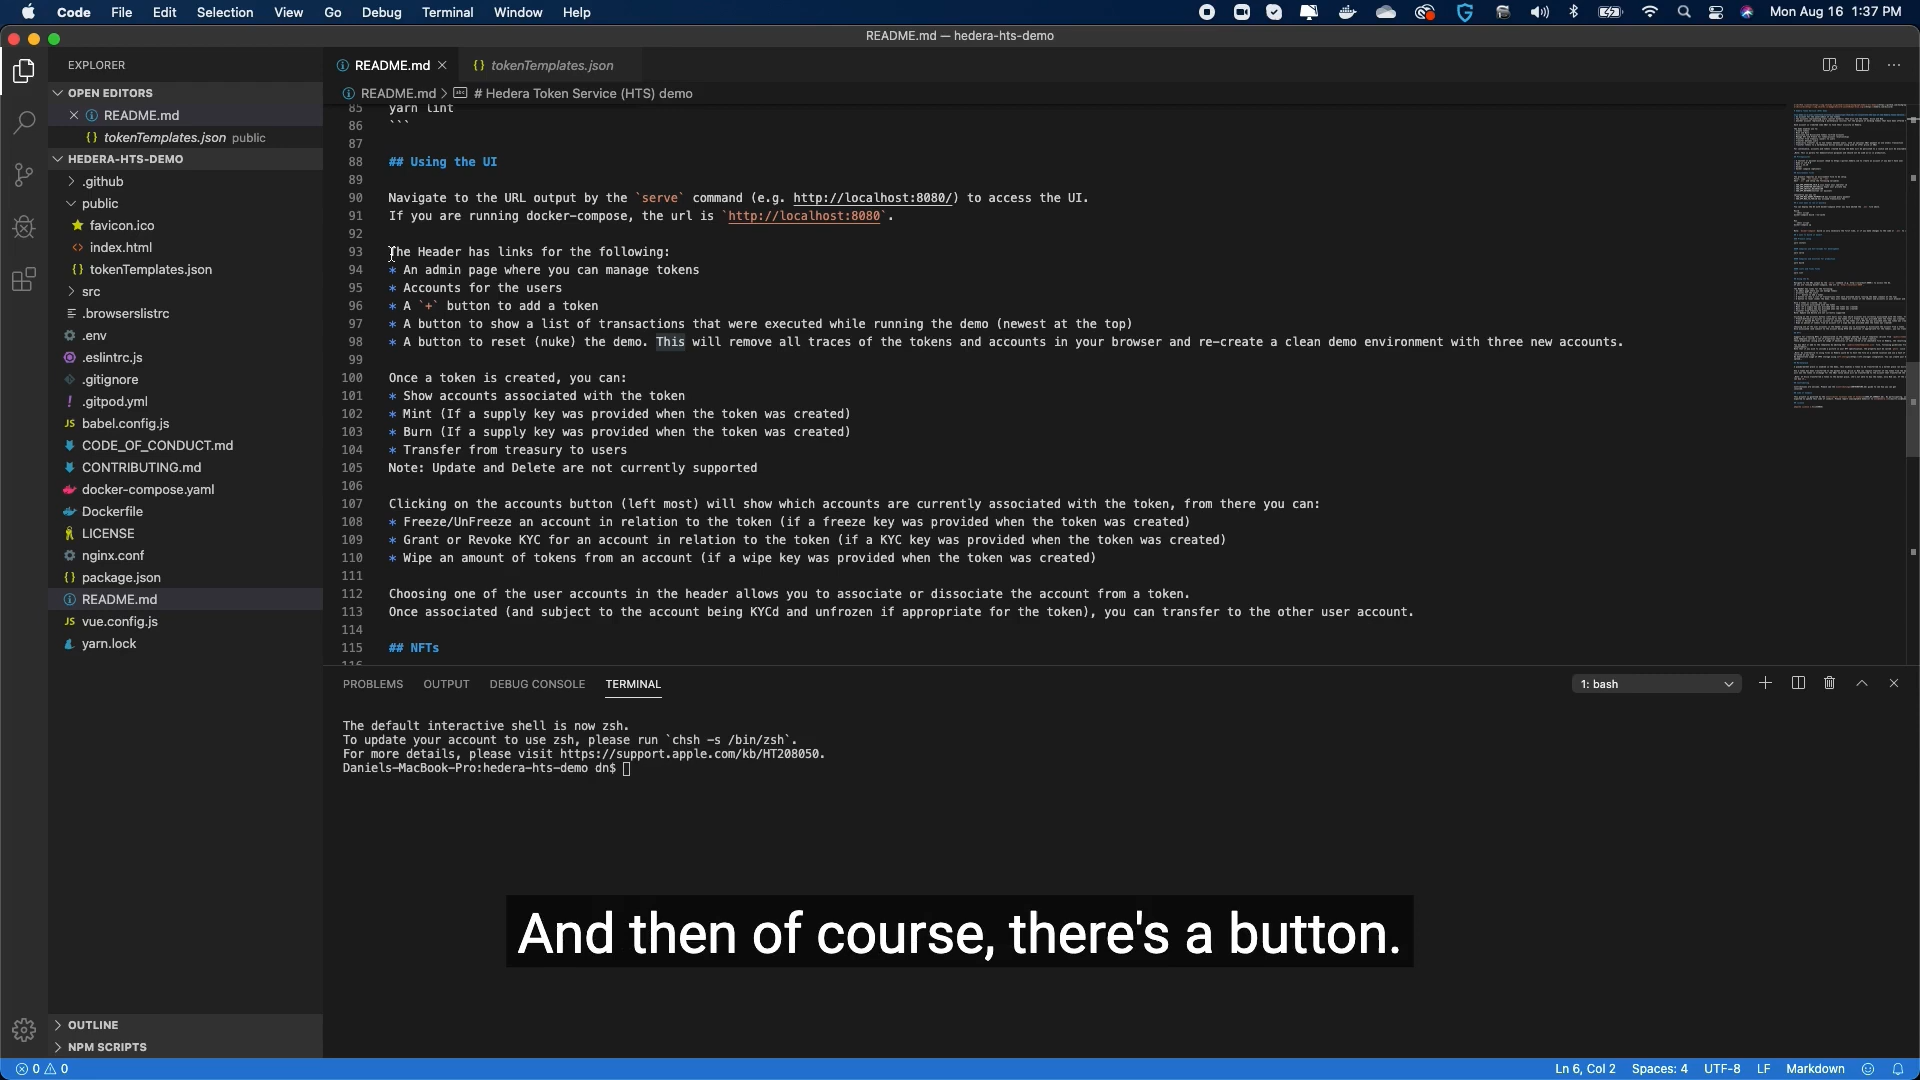 Code File Edit Selection View Go Debug Terminal Window Help Mon Aug 16 1:37 PM
README.md — hedera-hts-demo
EXPLORER
README.md
tokenTemplates.json
OPEN EDITORS
README.md > # Hedera Token Service (HTS) demo
README.md
tokenTemplates.json public
HEDERA-HTS-DEMO
.github
public
favicon.ico
index.html
tokenTemplates.json
src
.browserslistrc
.env
.eslintrc.js
.gitignore
.gitpod.yml
babel.config.js
CODE_OF_CONDUCT.md
CONTRIBUTING.md
docker-compose.yaml
Dockerfile
LICENSE
nginx.conf
package.json
README.md
vue.config.js
yarn.lock
OUTLINE
NPM SCRIPTS
85 yarn lint
86 ```
87
88 ## Using the UI
89
90 Navigate to the URL output by the `serve` command (e.g. http://localhost:8080/) to access the UI.
91 If you are running docker-compose, the url is `http://localhost:8080`.
92
93 The Header has links for the following:
94 * An admin page where you can manage tokens
95 * Accounts for the users
96 * A `+` button to add a token
97 * A button to show a list of transactions that were executed while running the demo (newest at the top)
98 * A button to reset (nuke) the demo. This will remove all traces of the tokens and accounts in your browser and re-create a clean demo environment with three new accounts.
99
100 Once a token is created, you can:
101 * Show accounts associated with the token
102 * Mint (If a supply key was provided when the token was created)
103 * Burn (If a supply key was provided when the token was created)
104 * Transfer from treasury to users
105 Note: Update and Delete are not currently supported
106
107 Clicking on the accounts button (left most) will show which accounts are currently associated with the token, from there you can:
108 * Freeze/UnFreeze an account in relation to the token (if a freeze key was provided when the token was created)
109 * Grant or Revoke KYC for an account in relation to the token (if a KYC key was provided when the token was created)
110 * Wipe an amount of tokens from an account (if a wipe key was provided when the token was created)
111
112 Choosing one of the user accounts in the header allows you to associate or dissociate the account from a token.
113 Once associated (and subject to the account being KYCd and unfrozen if appropriate for the token), you can transfer to the other user account.
114
115 ## NFTs
116
PROBLEMS OUTPUT DEBUG CONSOLE TERMINAL 1: bash
The default interactive shell is now zsh.
To update your account to use zsh, please run `chsh -s /bin/zsh`.
For more details, please visit https://support.apple.com/kb/HT208050.
Daniels-MacBook-Pro:hedera-hts-demo dn$
And then of course, there's a button.
0 0 Ln 6, Col 2 Spaces: 4 UTF-8 LF Markdown